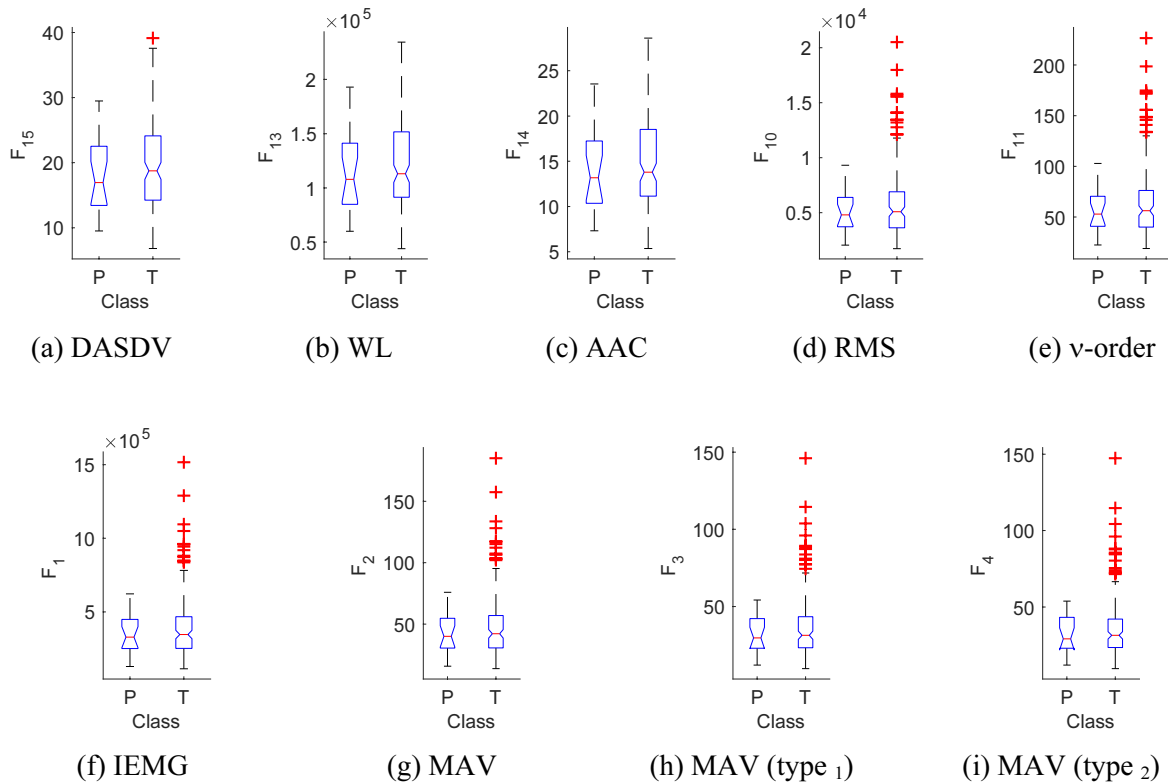 40
30
20
10
F15
P T
Class
(a) DASDV
×10 5
2
1.5
1
0.5
F13
P T
Class
(b) WL
25
20
15
10
5
F14
P T
Class
(c) AAC
×10 4
2
1.5
1
0.5
F10
P T
Class
(d) RMS
200
150
100
50
F11
P T
Class
(e) ν-order
×10 5
15
10
5
F1
P T
Class
(f) IEMG
150
100
50
F2
P T
Class
(g) MAV
150
100
50
F3
P T
Class
(h) MAV (type 1)
150
100
50
F4
P T
Class
(i) MAV (type 2)